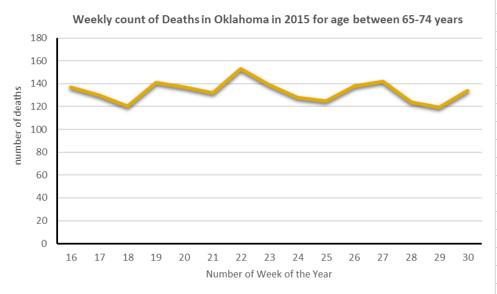 Weekly count of Deaths in Oklahoma in 2015 for age between 65-74 years
number of deaths
180
160
140
120
100
80
60
40
20
0
16 17 18 19 20 21 22 23 24 25 26 27 28 29 30
Number of Week of the Year